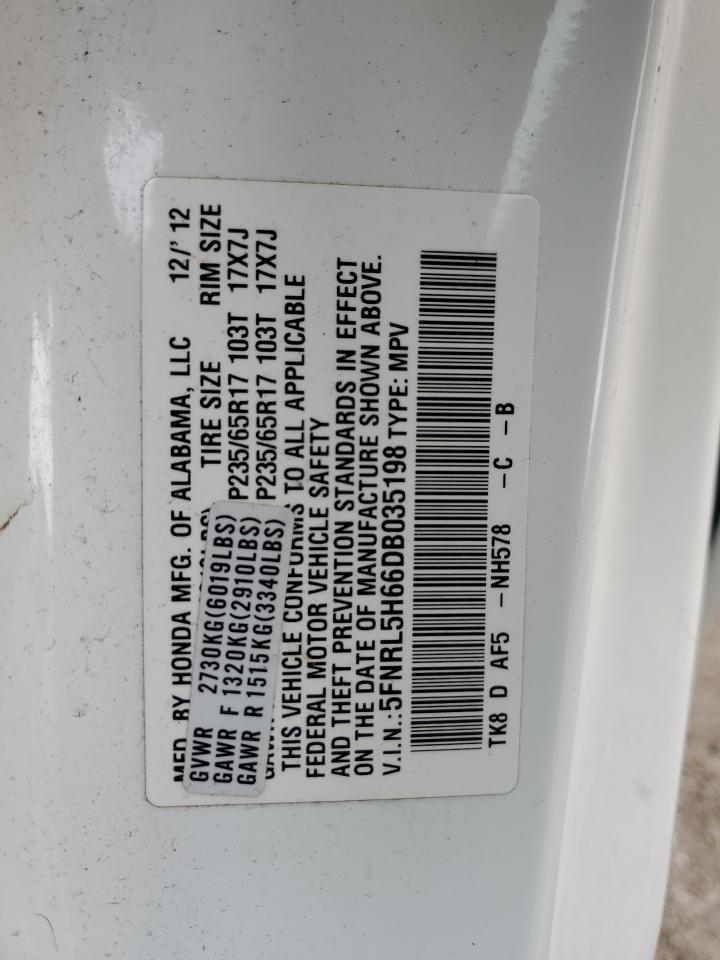 MFD. BY HONDA MFG. OF ALABAMA, LLC 12/'12
TIRE SIZE RIM SIZE
GVWR 2730KG(6019LBS)
GAWR F 1320KG(2910LBS) P235/65R17 103T 17X7J
GAWR R 1515KG(3340LBS) P235/65R17 103T 17X7J
THIS VEHICLE CONFORMS TO ALL APPLICABLE
FEDERAL MOTOR VEHICLE SAFETY
AND THEFT PREVENTION STANDARDS IN EFFECT
ON THE DATE OF MANUFACTURE SHOWN ABOVE.
V.I.N.:5FNRL5H66DB035198 TYPE: MPV
TK8 D AF5 -NH578 -C -B